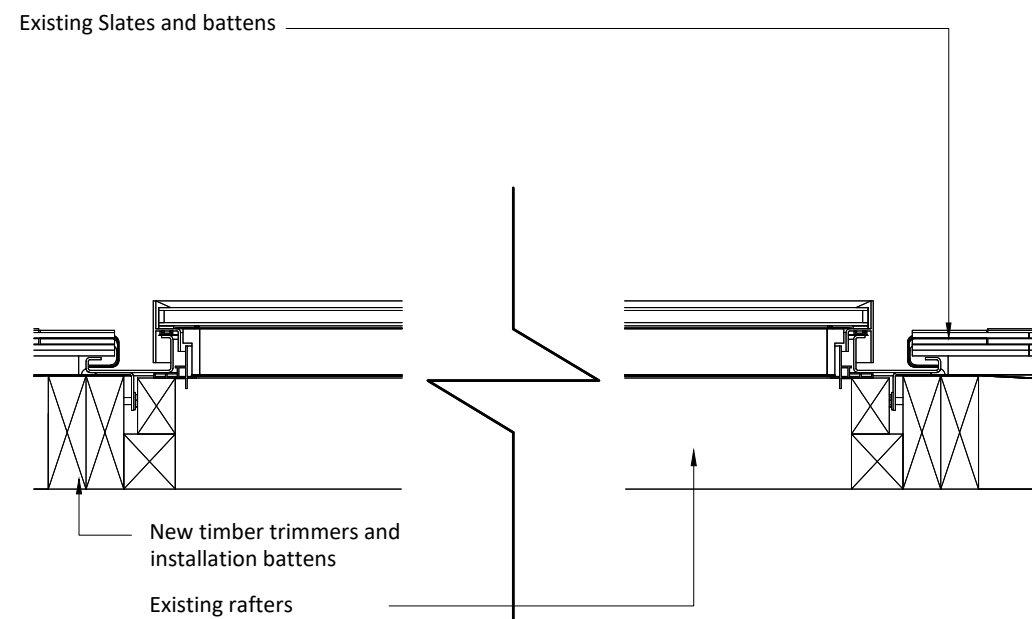 Existing Slates and battens
New timber trimmers and
installation battens
Existing rafters